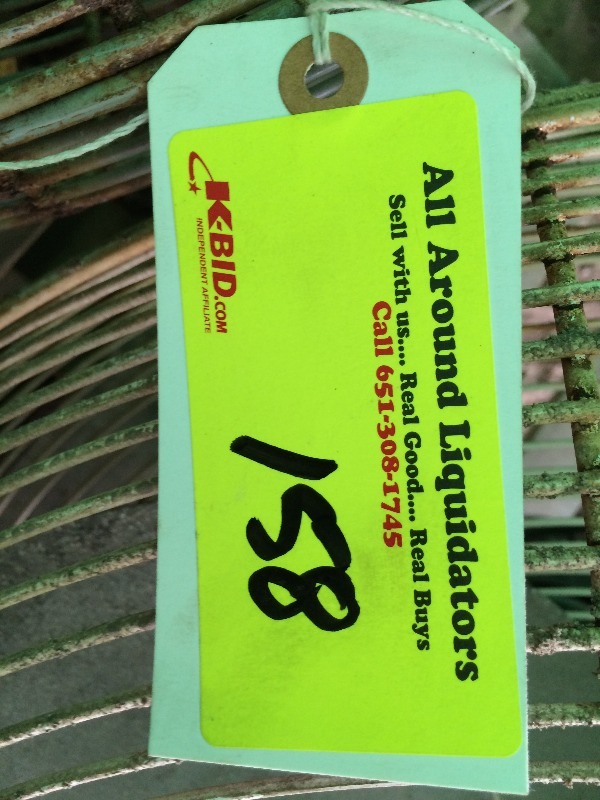 All Around Liquidators
Sell with us.... Real Good.... Real Buys
Call 651-308-1745
158
K-BID.COM
INDEPENDENT AFFILIATE